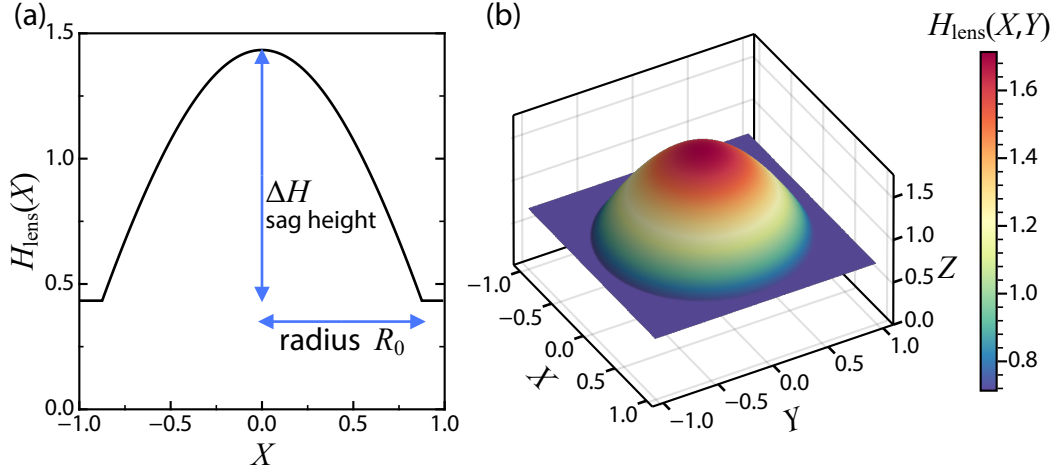 (a)
1.5
1.0
0.5
0.0
H_lens(X)
ΔH
sag height
radius R_0
−1.0 −0.5 0.0 0.5 1.0
X
(b)
H_lens(X,Y)
1.6
1.4
1.2
1.0
0.8
1.5
1.0
0.5
0.0
Z
−1.0
−0.5
0.0
0.5
1.0
X
−1.0
−0.5
0.0
0.5
1.0
Y